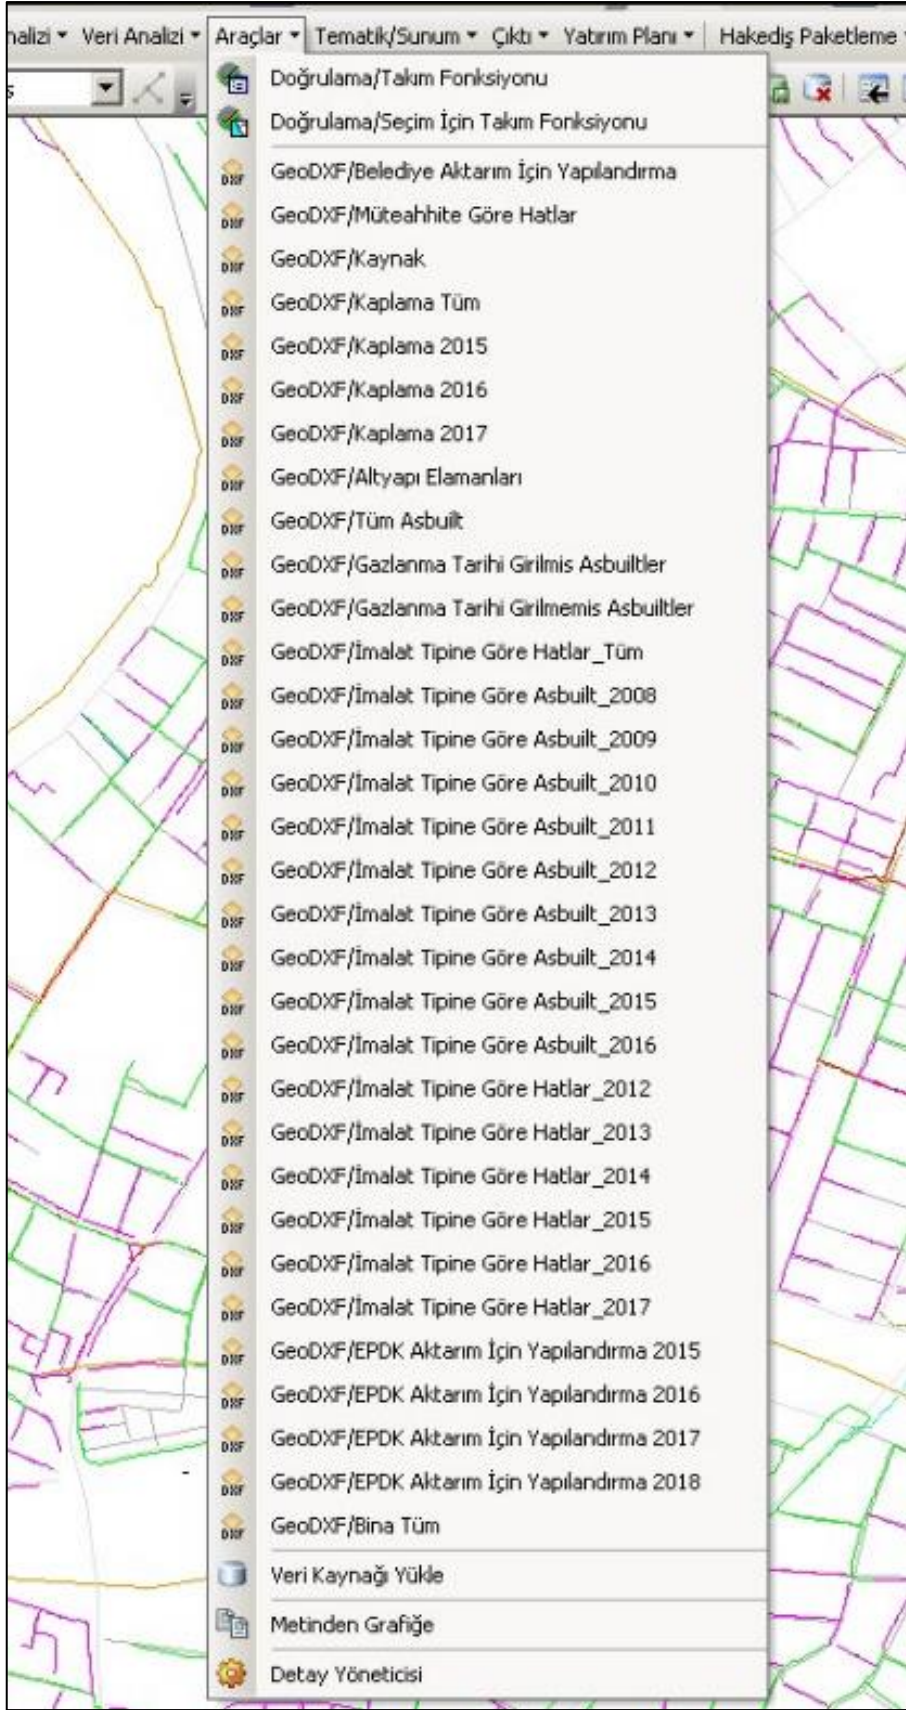 nalizi Veri Analizi Araçlar Tematik/Sunum Çıktı Yatırım Planı Hakediş Paketleme
Doğrulama/Takım Fonksiyonu
Doğrulama/Seçim İçin Takım Fonksiyonu
GeoDXF/Belediye Aktarım İçin Yapılandırma
GeoDXF/Müteahhite Göre Hatlar
GeoDXF/Kaynak
GeoDXF/Kaplama Tüm
GeoDXF/Kaplama 2015
GeoDXF/Kaplama 2016
GeoDXF/Kaplama 2017
GeoDXF/Altyapı Elamanları
GeoDXF/Tüm Asbuilt
GeoDXF/Gazlanma Tarihi Girilmis Asbuiltler
GeoDXF/Gazlanma Tarihi Girilmemis Asbuiltler
GeoDXF/İmalat Tipine Göre Hatlar_Tüm
GeoDXF/İmalat Tipine Göre Asbuilt_2008
GeoDXF/İmalat Tipine Göre Asbuilt_2009
GeoDXF/İmalat Tipine Göre Asbuilt_2010
GeoDXF/İmalat Tipine Göre Asbuilt_2011
GeoDXF/İmalat Tipine Göre Asbuilt_2012
GeoDXF/İmalat Tipine Göre Asbuilt_2013
GeoDXF/İmalat Tipine Göre Asbuilt_2014
GeoDXF/İmalat Tipine Göre Asbuilt_2015
GeoDXF/İmalat Tipine Göre Asbuilt_2016
GeoDXF/İmalat Tipine Göre Hatlar_2012
GeoDXF/İmalat Tipine Göre Hatlar_2013
GeoDXF/İmalat Tipine Göre Hatlar_2014
GeoDXF/İmalat Tipine Göre Hatlar_2015
GeoDXF/İmalat Tipine Göre Hatlar_2016
GeoDXF/İmalat Tipine Göre Hatlar_2017
GeoDXF/EPDK Aktarım İçin Yapılandırma 2015
GeoDXF/EPDK Aktarım İçin Yapılandırma 2016
GeoDXF/EPDK Aktarım İçin Yapılandırma 2017
GeoDXF/EPDK Aktarım İçin Yapılandırma 2018
GeoDXF/Bina Tüm
Veri Kaynağı Yükle
Metinden Grafiğe
Detay Yöneticisi